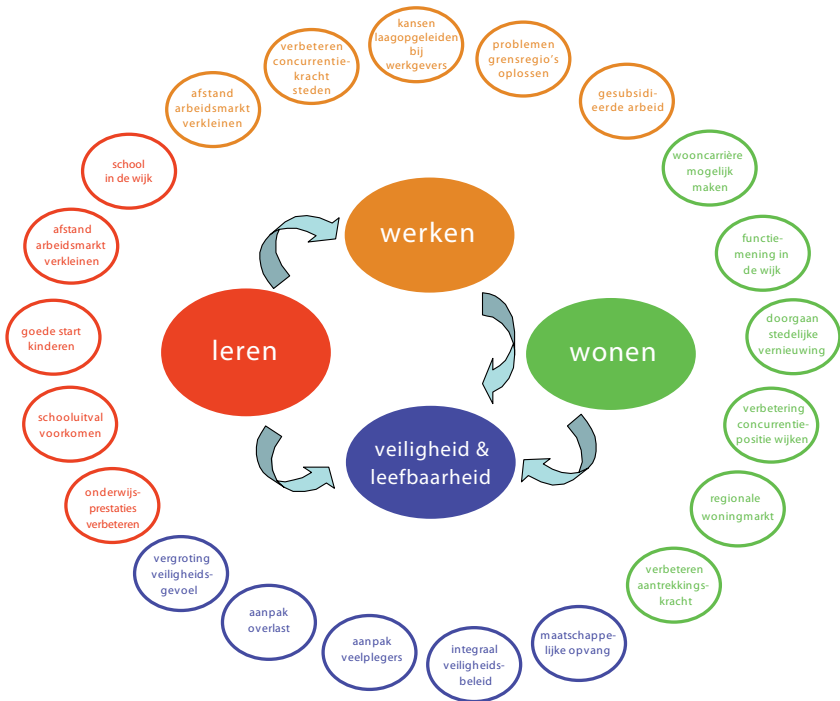 kansen
laagopgeleiden
bij
werkgevers
verbeteren
concurrentie-
kracht
steden
problemen
grensregio's
oplossen
afstand
arbeidsmarkt
verkleinen
gesubsidi-
eerde arbeid
school
in de wijk
wooncarrière
mogelijk
maken
afstand
arbeidsmarkt
verkleinen
functie-
mening in
de wijk
goede start
kinderen
doorgaan
stedelijke
vernieuwing
schooluitval
voorkomen
verbetering
concurrentie-
positie wijken
onderwijs-
prestaties
verbeteren
regionale
woningmarkt
vergroting
veiligheids-
gevoel
verbeteren
aantrekkings-
kracht
aanpak
overlast
aanpak
veelplegers
integraal
veiligheids-
beleid
maatschappe-
lijke opvang
werken
leren
wonen
veiligheid &
leefbaarheid